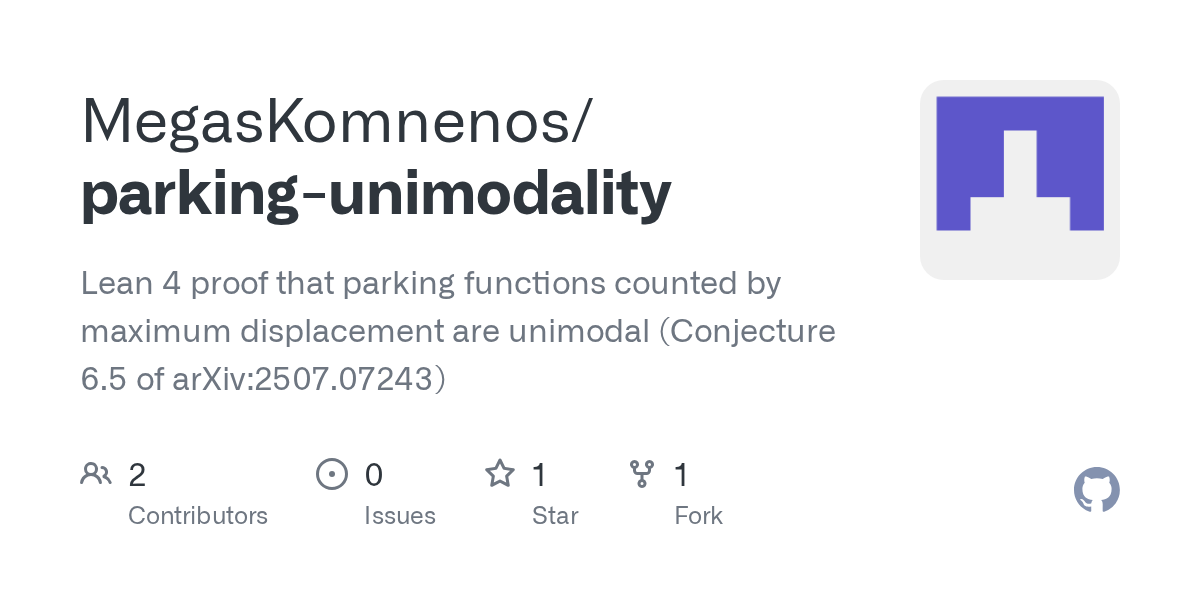 MegasKomnenos/
parking-unimodality
Lean 4 proof that parking functions counted by
maximum displacement are unimodal (Conjecture
6.5 of arXiv:2507.07243)
2 0 1 1
Contributors Issues Star Fork